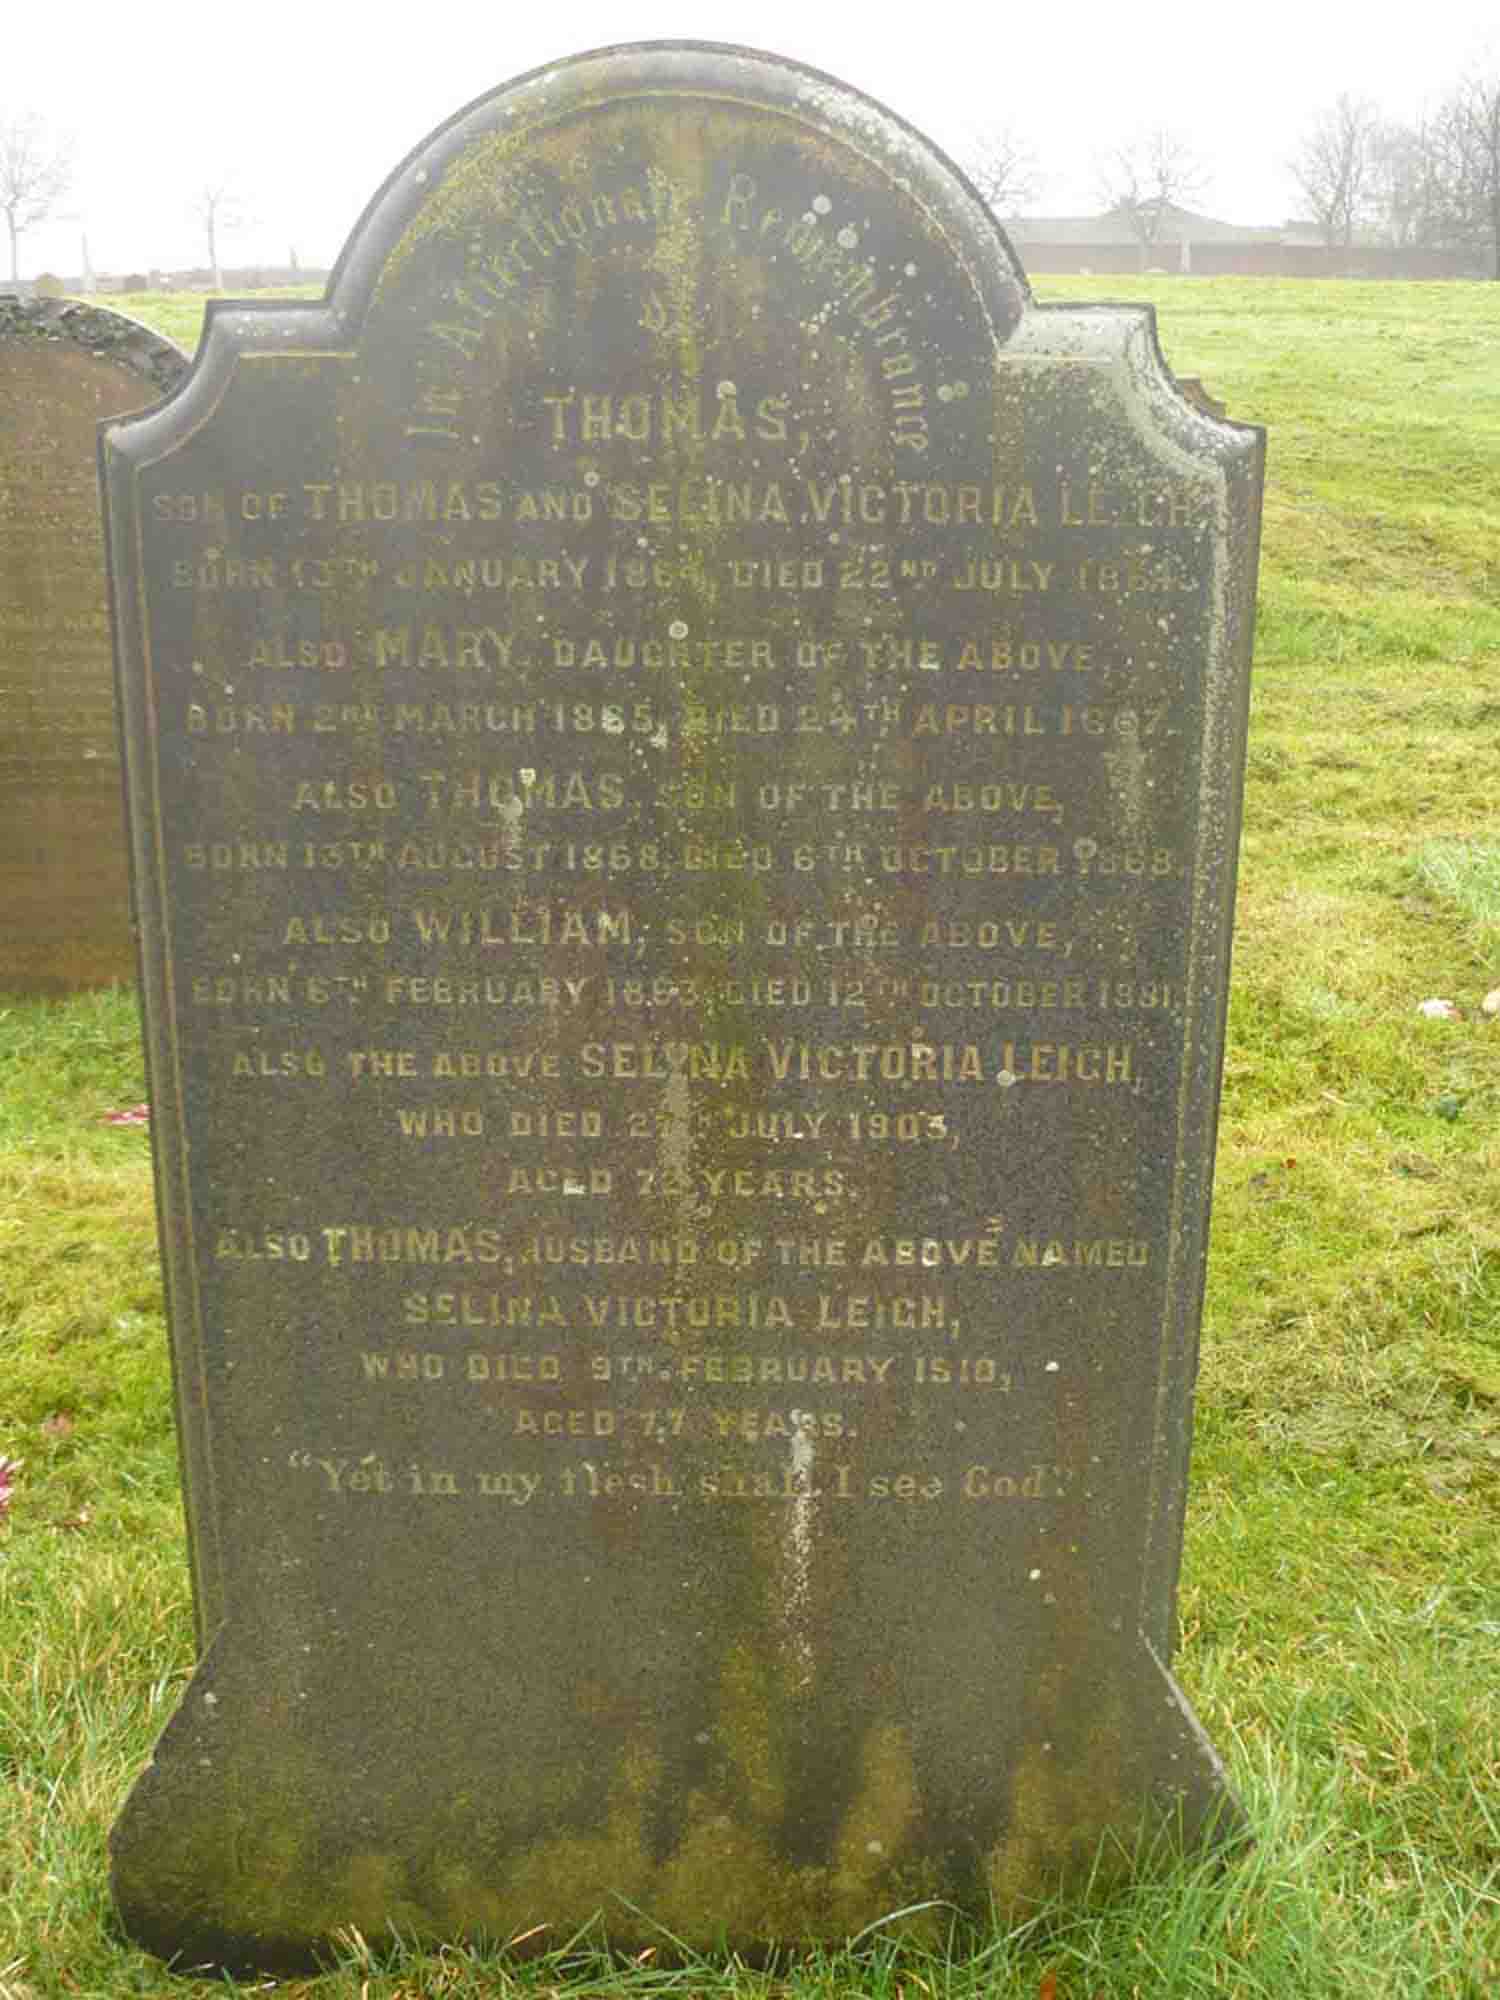 In Affectionate Remembrance
of
THOMAS,
SON OF THOMAS AND SELINA VICTORIA LEIGH
BORN 13TH JANUARY 1864, DIED 22ND JULY 1864.
ALSO MARY, DAUGHTER OF THE ABOVE,
BORN 2ND MARCH 1865, DIED 24TH APRIL 1867.
ALSO THOMAS, SON OF THE ABOVE,
BORN 13TH AUGUST 1868, DIED 6TH OCTOBER 1868.
ALSO WILLIAM, SON OF THE ABOVE,
BORN 6TH FEBRUARY DIED 12TH OCTOBER
ALSO THE ABOVE SELINA VICTORIA LEIGH,
WHO DIED 27TH JULY 1903,
AGED YEARS.
ALSO THOMAS, HUSBAND OF THE ABOVE NAMED
SELINA VICTORIA LEIGH,
WHO DIED 9TH FEBRUARY 1910,
AGED 77 YEARS.
"Yet in my flesh shall I see God".